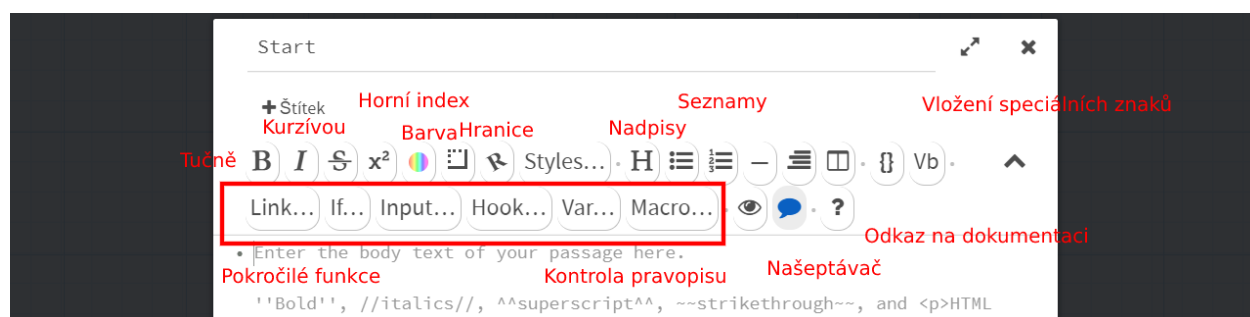 Start
Štítek
Horní index
Seznamy
Vložení speciálních znaků
Kurzívou
Barva
Hranice
Nadpisy
Tučně
B I S x² Styles... H — {} Vb
Link... If... Input... Hook... Var... Macro... ?
Odkaz na dokumentaci
Enter the body text of your passage here.
Pokročilé funkce
Kontrola pravopisu
Našeptávač
''Bold'', //italics//, ^^superscript^^, ~~strikethrough~~, and <p>HTML